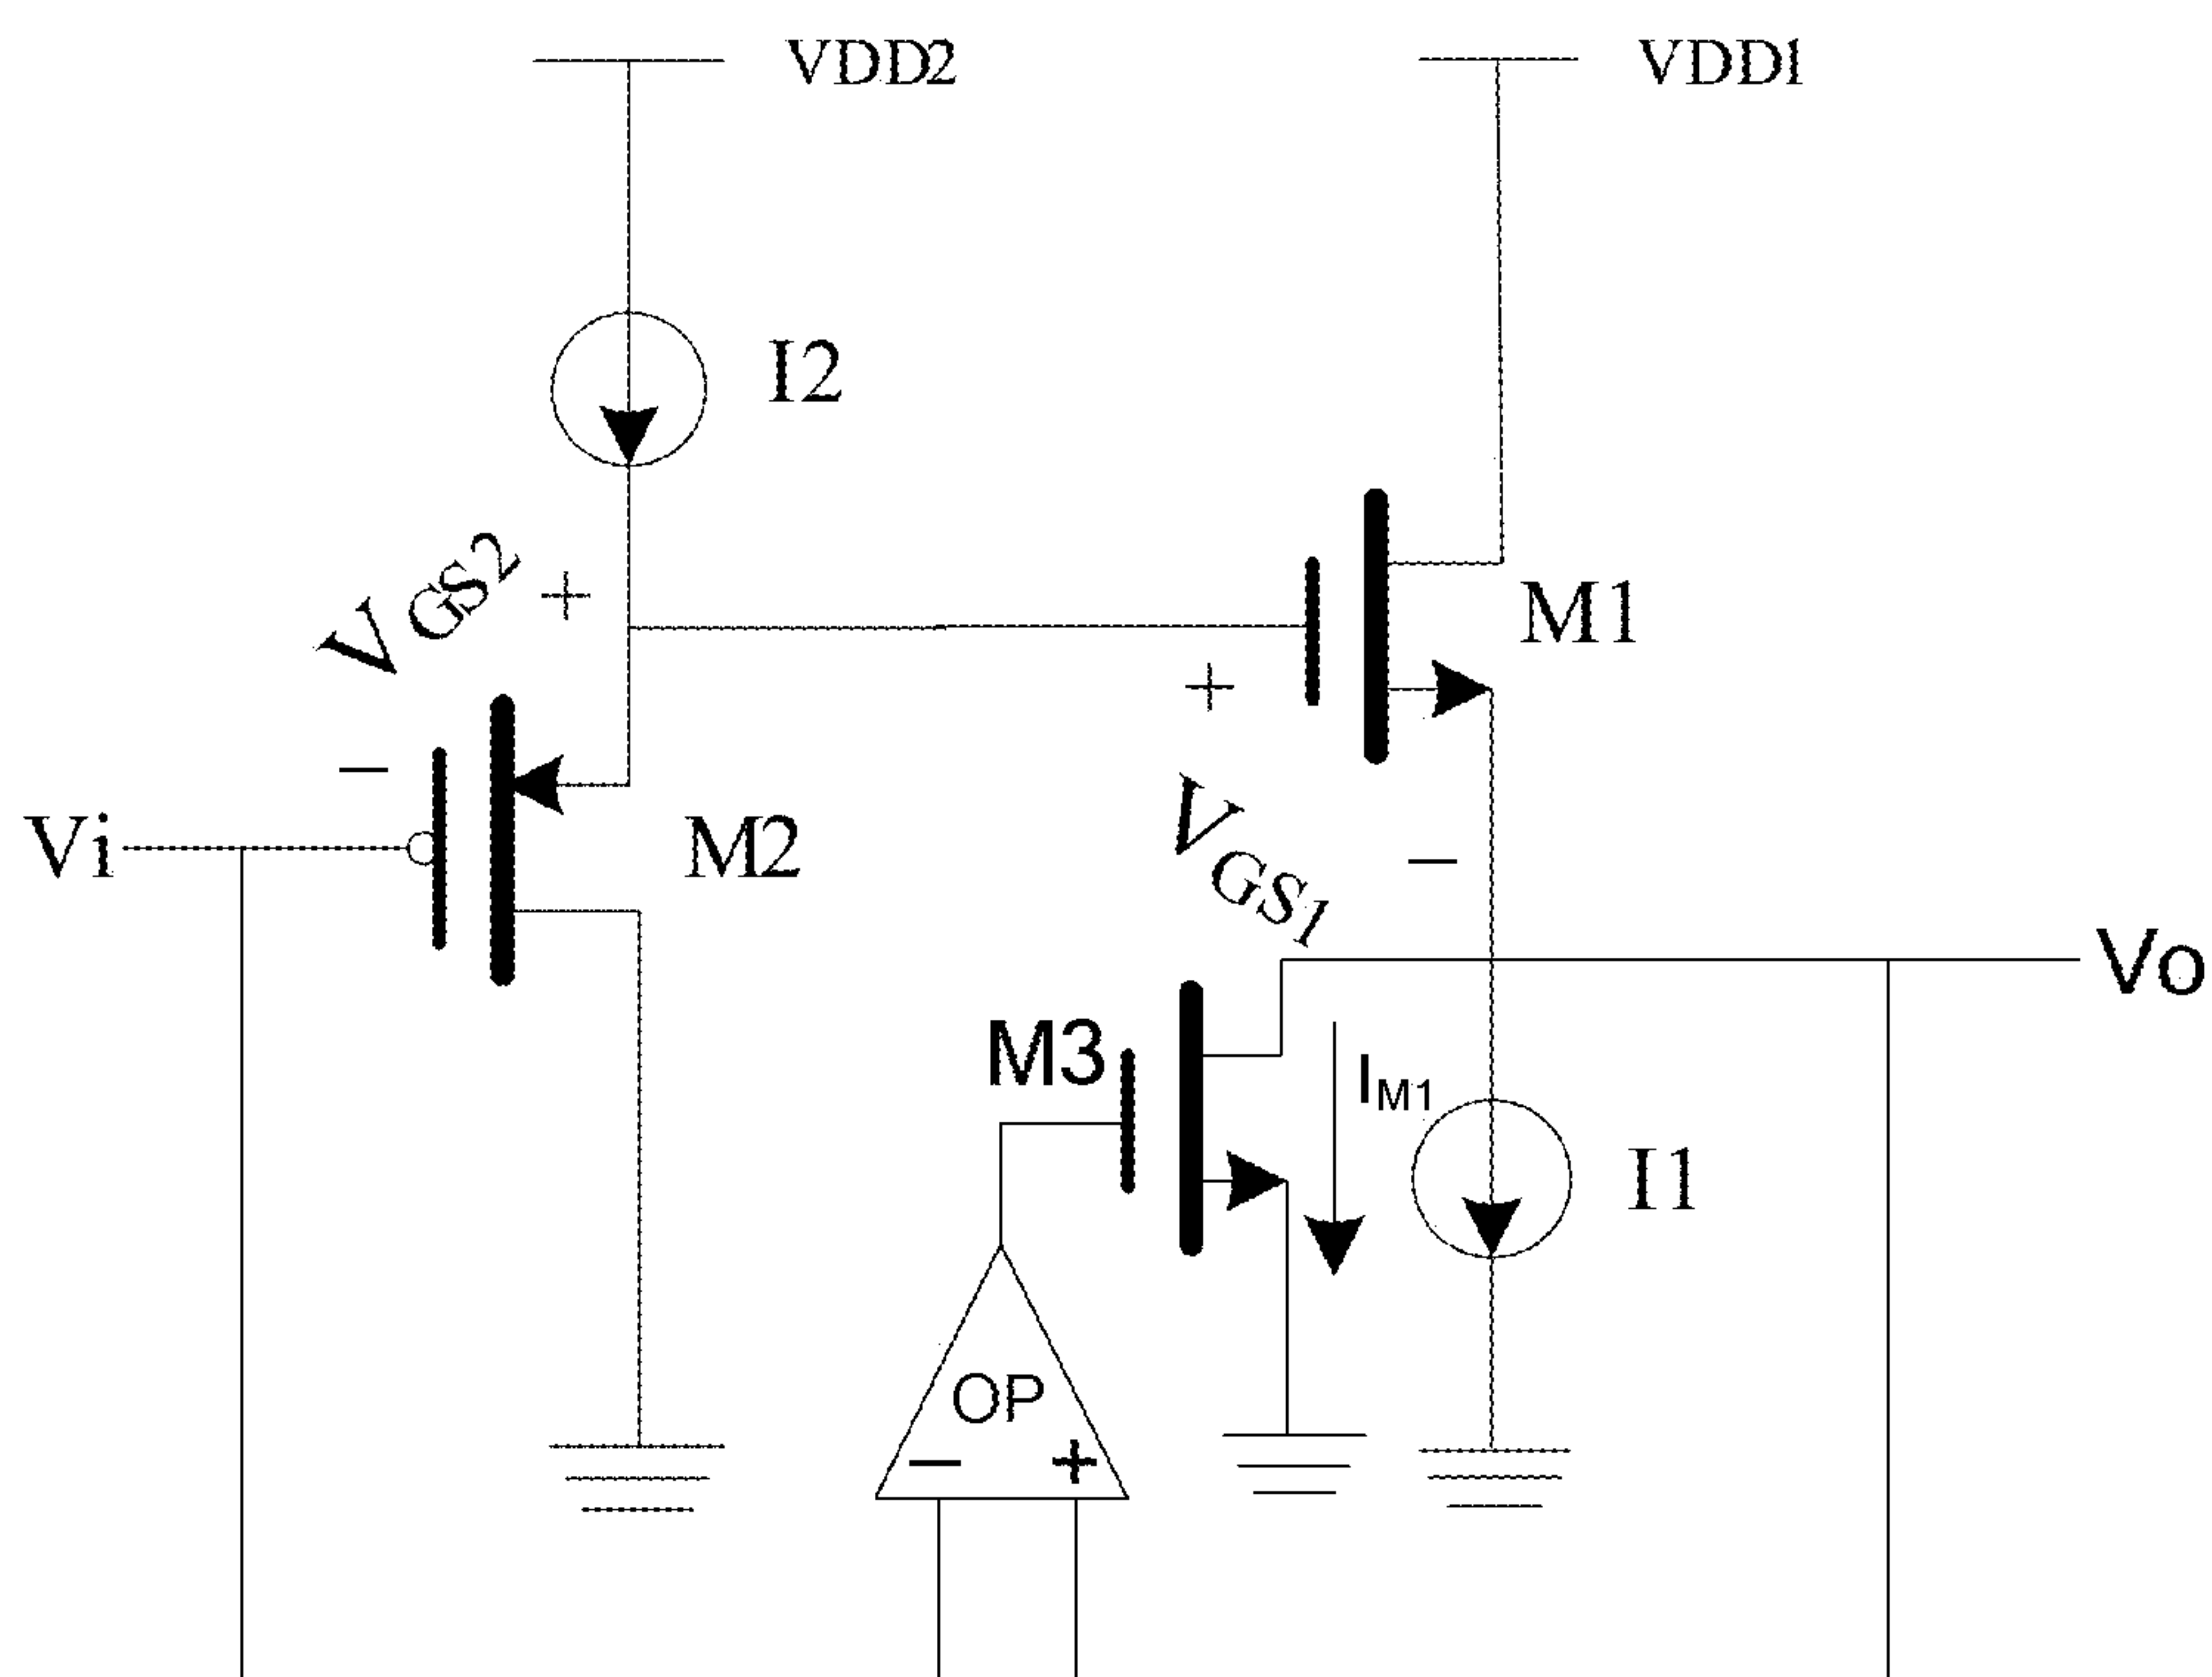 VDD2
VDD1
I2
VGS2
+
M1
+
−
Vi
M2
VGS1
−
Vo
M3
IM1
I1
OP
− +